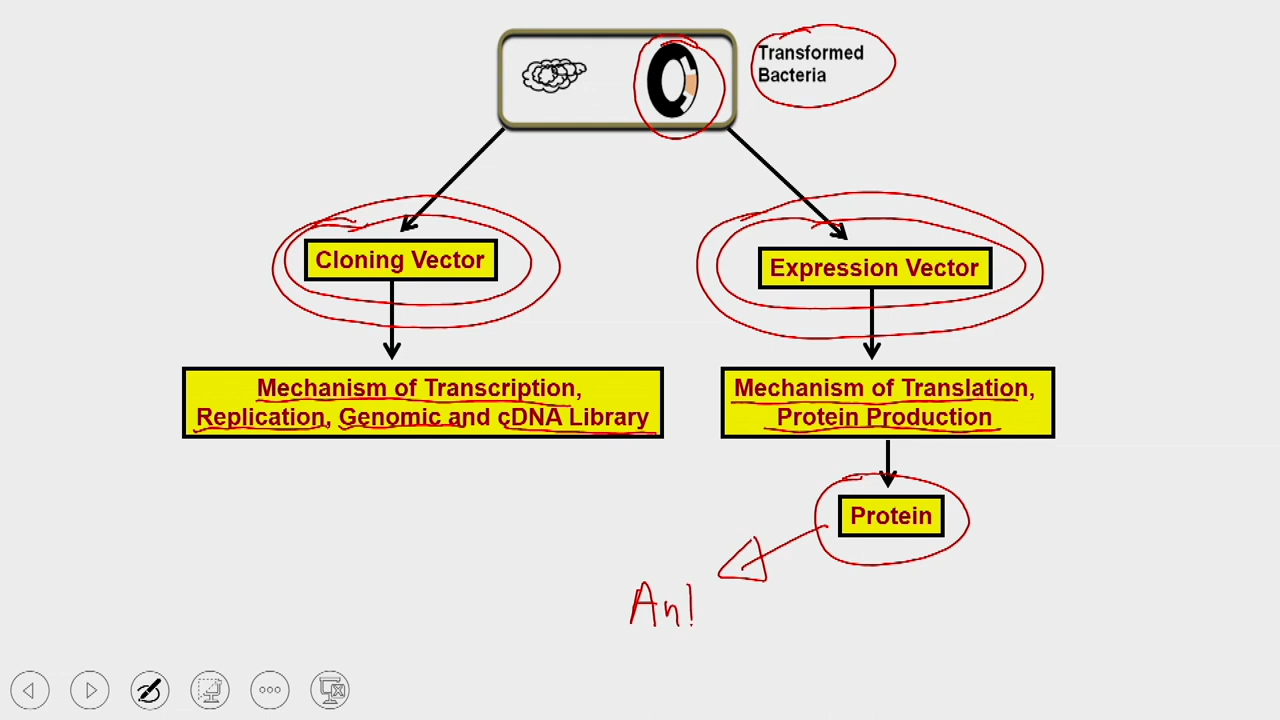 Transformed
Bacteria
Cloning Vector
Expression Vector
Mechanism of Transcription,
Replication, Genomic and cDNA Library
Mechanism of Translation,
Protein Production
Protein